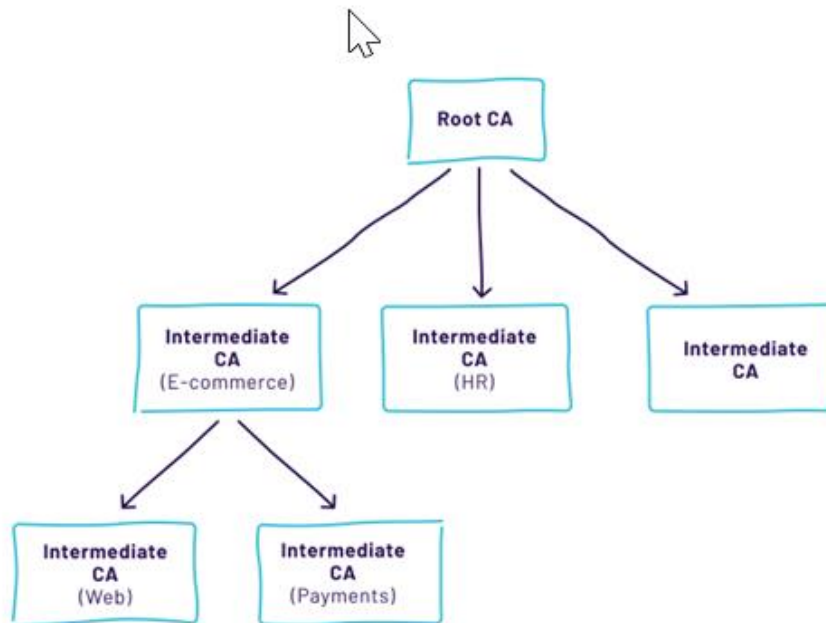 Root CA
Intermediate
CA
(E-commerce)
Intermediate
CA
(HR)
Intermediate
CA
Intermediate
CA
(Web)
Intermediate
CA
(Payments)